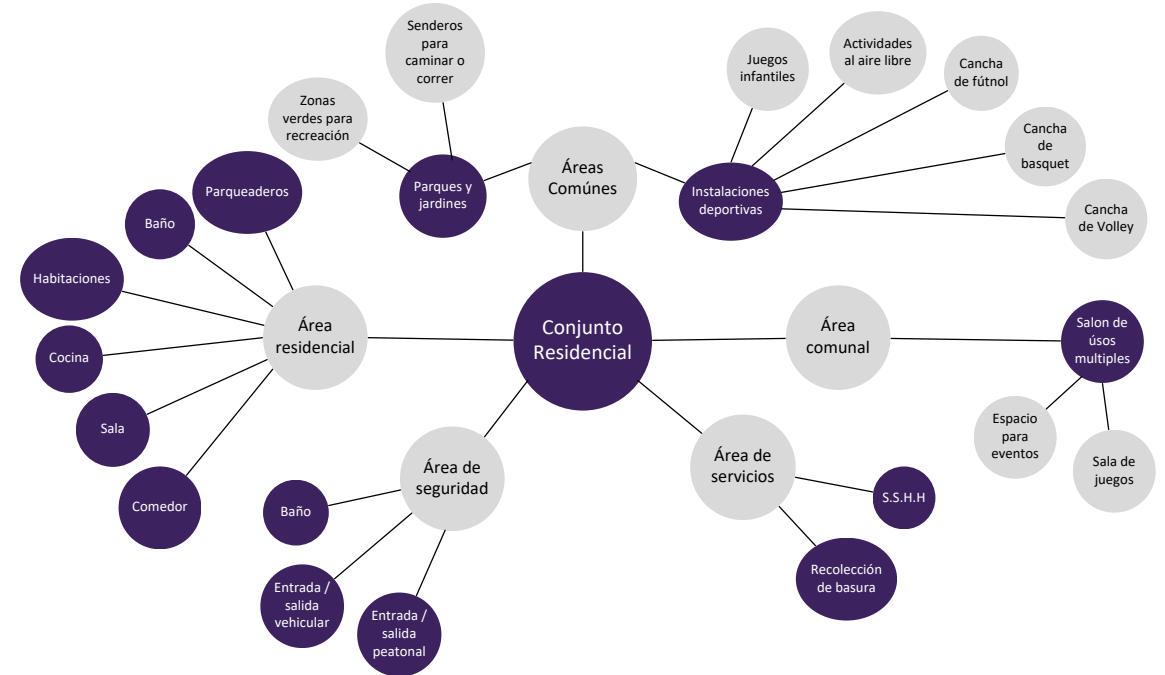 Senderos
para
caminar o
correr
Zonas
verdes para
recreación
Parques y
jardines
Áreas
Comúnes
Juegos
infantiles
Actividades
al aire libre
Cancha
de fútnol
Cancha
de
basquet
Cancha
de Volley
Instalaciones
deportivas
Parqueaderos
Baño
Habitaciones
Cocina
Sala
Comedor
Área
residencial
Conjunto
Residencial
Área
comunal
Salon de
úsos
multiples
Espacio
para
eventos
Sala de
juegos
Área de
seguridad
Baño
Entrada /
salida
vehicular
Entrada /
salida
peatonal
Área de
servicios
S.S.H.H
Recolección
de basura